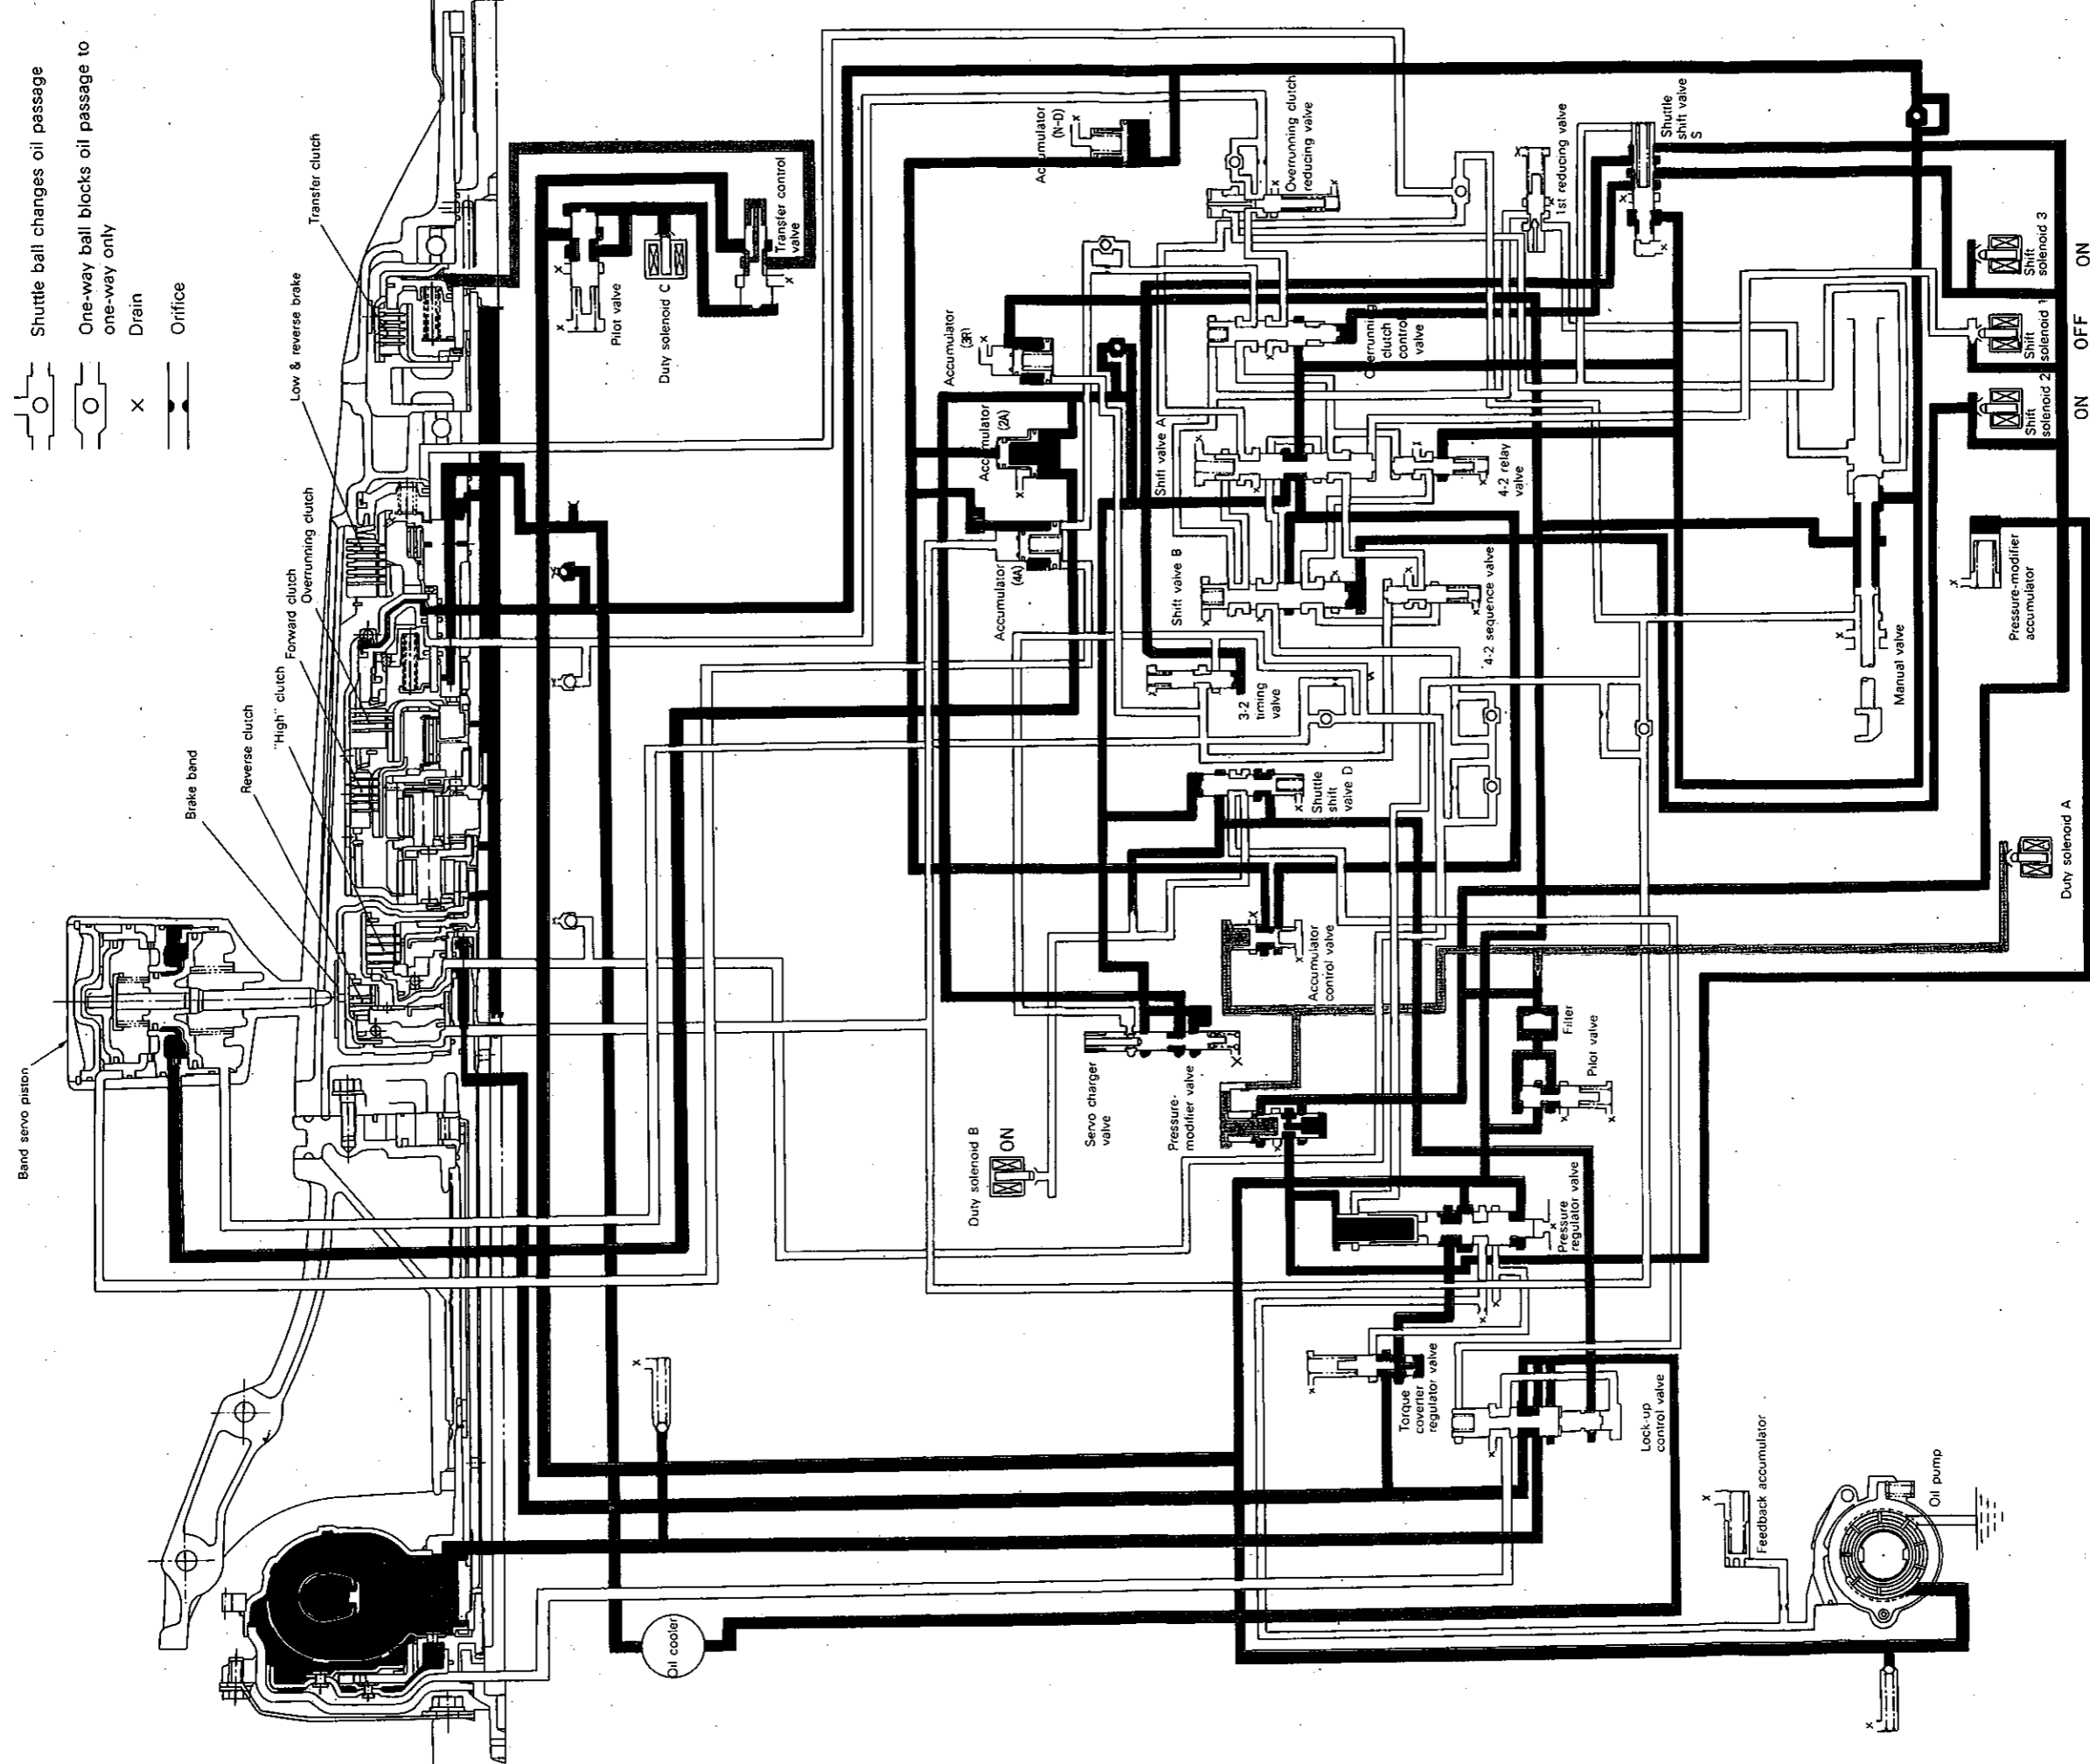 Shuttle ball changes oil passage
One-way ball blocks oil passage to
one-way only
Drain
Orifice
Transfer clutch
Low & reverse brake
Overrunning clutch
Forward clutch
"High" clutch
Reverse clutch
Brake band
Band servo piston
Pilot valve
Duty solenoid C
Transfer control
valve
Accumulator
(N-D)
Overrunning clutch
reducing valve
1st reducing valve
Shuttle
shift valve
S
Accumulator
(3R)
Accumulator
(2A)
Accumulator
(4A)
Overrunning
clutch
control
valve
Shift valve A
4-2 relay
valve
Shift valve B
4-2 sequence valve
3-2
timing
valve
Shift
solenoid 3
ON
Shift
solenoid 1
OFF
Shift
solenoid 2
ON
Manual valve
Pressure-modifier
accumulator
Shuttle
shift
valve D
Duty solenoid A
Accumulator
control valve
Servo charger
valve
Pressure-
modifier valve
Filter
Pilot valve
Duty solenoid B
ON
Pressure
regulator valve
Torque
coverter
regulator valve
Lock-up
control valve
Feedback accumulator
Oil pump
Oil cooler